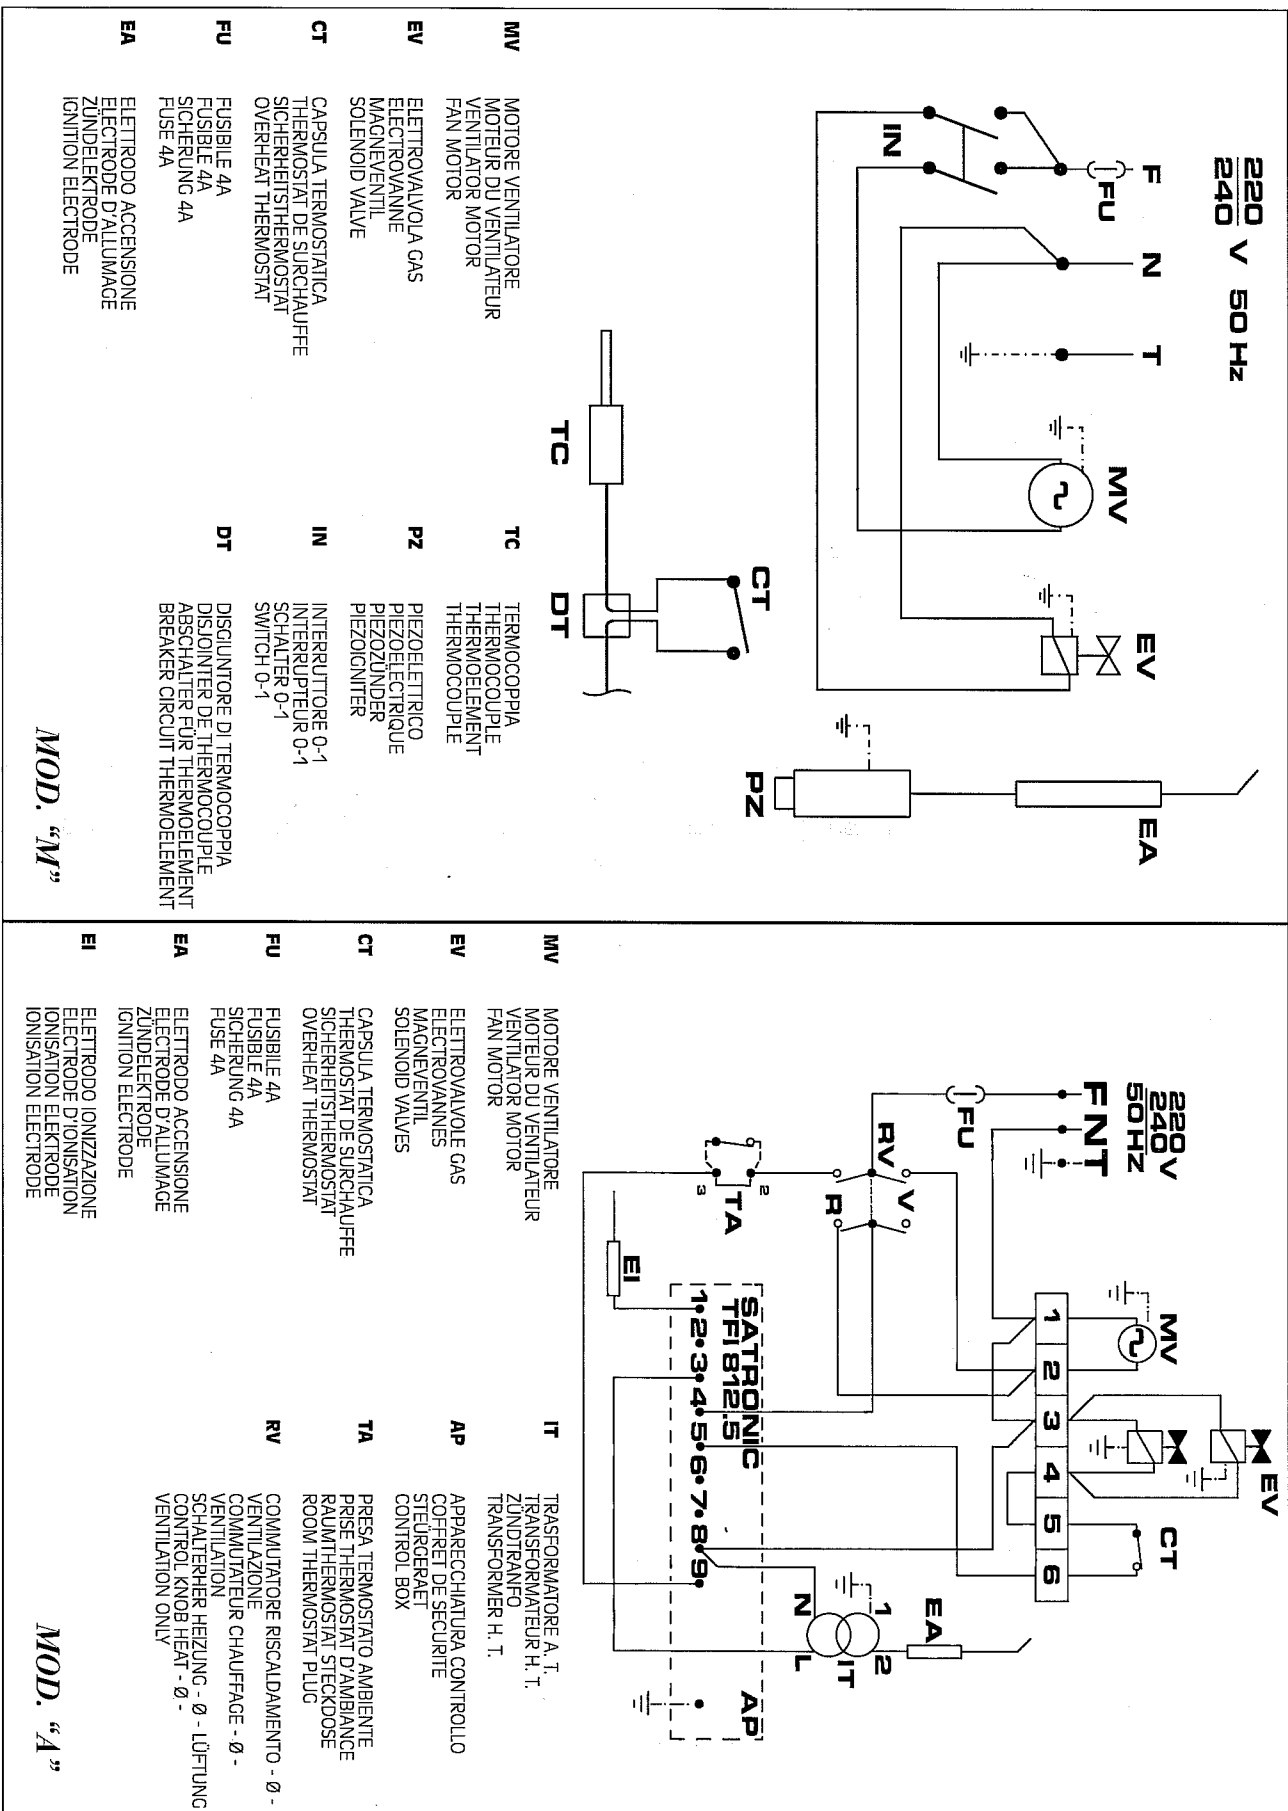 220
240 V 50 Hz
F
N
T
FU
IN
MV
EV
EA
PZ
CT
TC
DT
MV MOTORE VENTILATORE
MOTEUR DU VENTILATEUR
VENTILATOR MOTOR
FAN MOTOR
EV ELETTROVALVOLA GAS
ELECTROVANNE
MAGNEVENTIL
SOLENOID VALVE
CT CAPSULA TERMOSTATICA
THERMOSTAT DE SURCHAUFFE
SICHERHEITSTHERMOSTAT
OVERHEAT THERMOSTAT
FU FUSIBILE 4A
FUSIBLE 4A
SICHERUNG 4A
FUSE 4A
EA ELETTRODO ACCENSIONE
ELECTRODE D'ALLUMAGE
ZÜNDELEKTRODE
IGNITION ELECTRODE
TC TERMOCOPPIA
THERMOCOUPLE
THERMOELEMENT
THERMOCOUPLE
PZ PIEZOELETTRICO
PIEZOELECTRIQUE
PIEZOZÜNDER
PIEZOIGNITER
IN INTERRUTTORE 0-1
INTERRUPTEUR 0-1
SCHALTER 0-1
SWITCH 0-1
DT DISGIUNTORE DI TERMOCOPPIA
DISJOINTER DE THERMOCOUPLE
ABSCHALTER FÜR THERMOELEMENT
BREAKER CIRCUIT THERMOELEMENT
MOD. “M”
220
240 V
50 Hz
F N T
FU
MV
EV
CT
1 2 3 4 5 6
RV
V
R
TA
2
3
EI
SATRONIC
TFI 812.5
1 2 3 4 5 6 7 8 9
AP
N
L
IT
1
2
EA
MV MOTORE VENTILATORE
MOTEUR DU VENTILATEUR
VENTILATOR MOTOR
FAN MOTOR
EV ELETTROVALVOLE GAS
ELECTROVANNES
MAGNEVENTIL
SOLENOID VALVES
CT CAPSULA TERMOSTATICA
THERMOSTAT DE SURCHAUFFE
SICHERHEITSTHERMOSTAT
OVERHEAT THERMOSTAT
FU FUSIBILE 4A
FUSIBLE 4A
SICHERUNG 4A
FUSE 4A
EA ELETTRODO ACCENSIONE
ELECTRODE D'ALLUMAGE
ZÜNDELEKTRODE
IGNITION ELECTRODE
EI ELETTRODO IONIZZAZIONE
ELECTRODE D'IONISATION
IONISATION ELEKTRODE
IONISATION ELECTRODE
IT TRASFORMATORE A. T.
TRANSFORMATEUR H. T.
ZÜNDTRANFO
TRANSFORMER H. T.
AP APPARECCHIATURA CONTROLLO
COFFRET DE SECURITE
STEÜRGERAET
CONTROL BOX
TA PRESA TERMOSTATO AMBIENTE
PRISE THERMOSTAT D'AMBIANCE
RAUMTHERMOSTAT STECKDOSE
ROOM THERMOSTAT PLUG
RV COMMUTATORE RISCALDAMENTO - Ø -
VENTILAZIONE
COMMUTATEUR CHAUFFAGE - Ø -
VENTILATION
SCHALTERHER HEIZUNG - Ø - LÜFTUNG
CONTROL KNOB HEAT - Ø -
VENTILATION ONLY
MOD. “A”